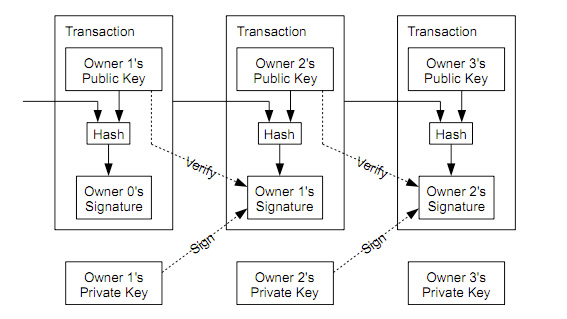 Transaction
Transaction
Transaction
Owner 1's
Public Key
Owner 2's
Public Key
Owner 3's
Public Key
Hash
Hash
Hash
Verify
Verify
Owner 0's
Signature
Owner 1's
Signature
Owner 2's
Signature
Sign
Sign
Owner 1's
Private Key
Owner 2's
Private Key
Owner 3's
Private Key